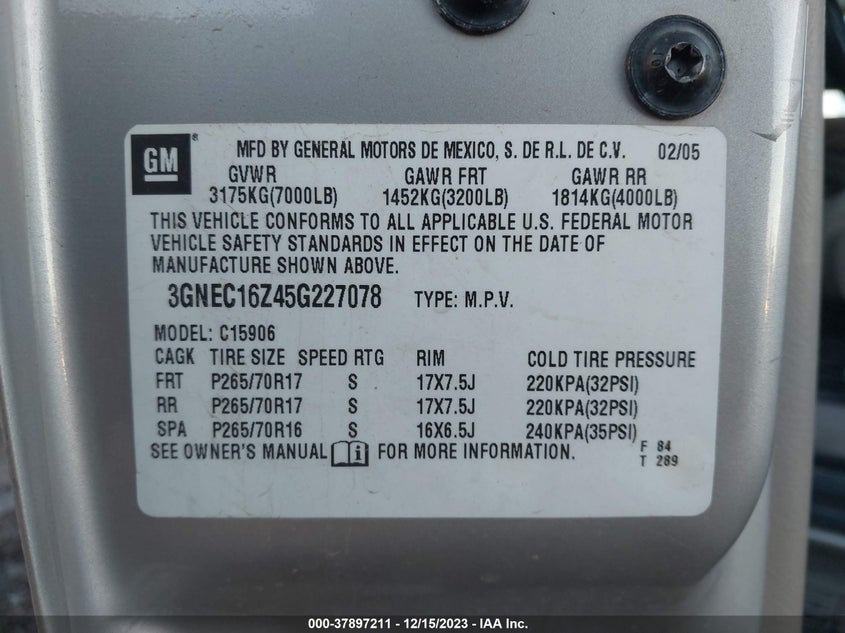 GM ® MFD BY GENERAL MOTORS DE MEXICO, S. DE R.L. DE C.V. 02/05
GVWR GAWR FRT GAWR RR
3175KG(7000LB) 1452KG(3200LB) 1814KG(4000LB)
THIS VEHICLE CONFORMS TO ALL APPLICABLE U.S. FEDERAL MOTOR
VEHICLE SAFETY STANDARDS IN EFFECT ON THE DATE OF
MANUFACTURE SHOWN ABOVE.
3GNEC16Z45G227078 TYPE: M.P.V.
MODEL: C15906
CAGK TIRE SIZE SPEED RTG RIM COLD TIRE PRESSURE
FRT P265/70R17 S 17X7.5J 220KPA(32PSI)
RR P265/70R17 S 17X7.5J 220KPA(32PSI)
SPA P265/70R16 S 16X6.5J 240KPA(35PSI)
SEE OWNER'S MANUAL i FOR MORE INFORMATION.
F 84
T 289
000-37897211 - 12/15/2023 - IAA Inc.